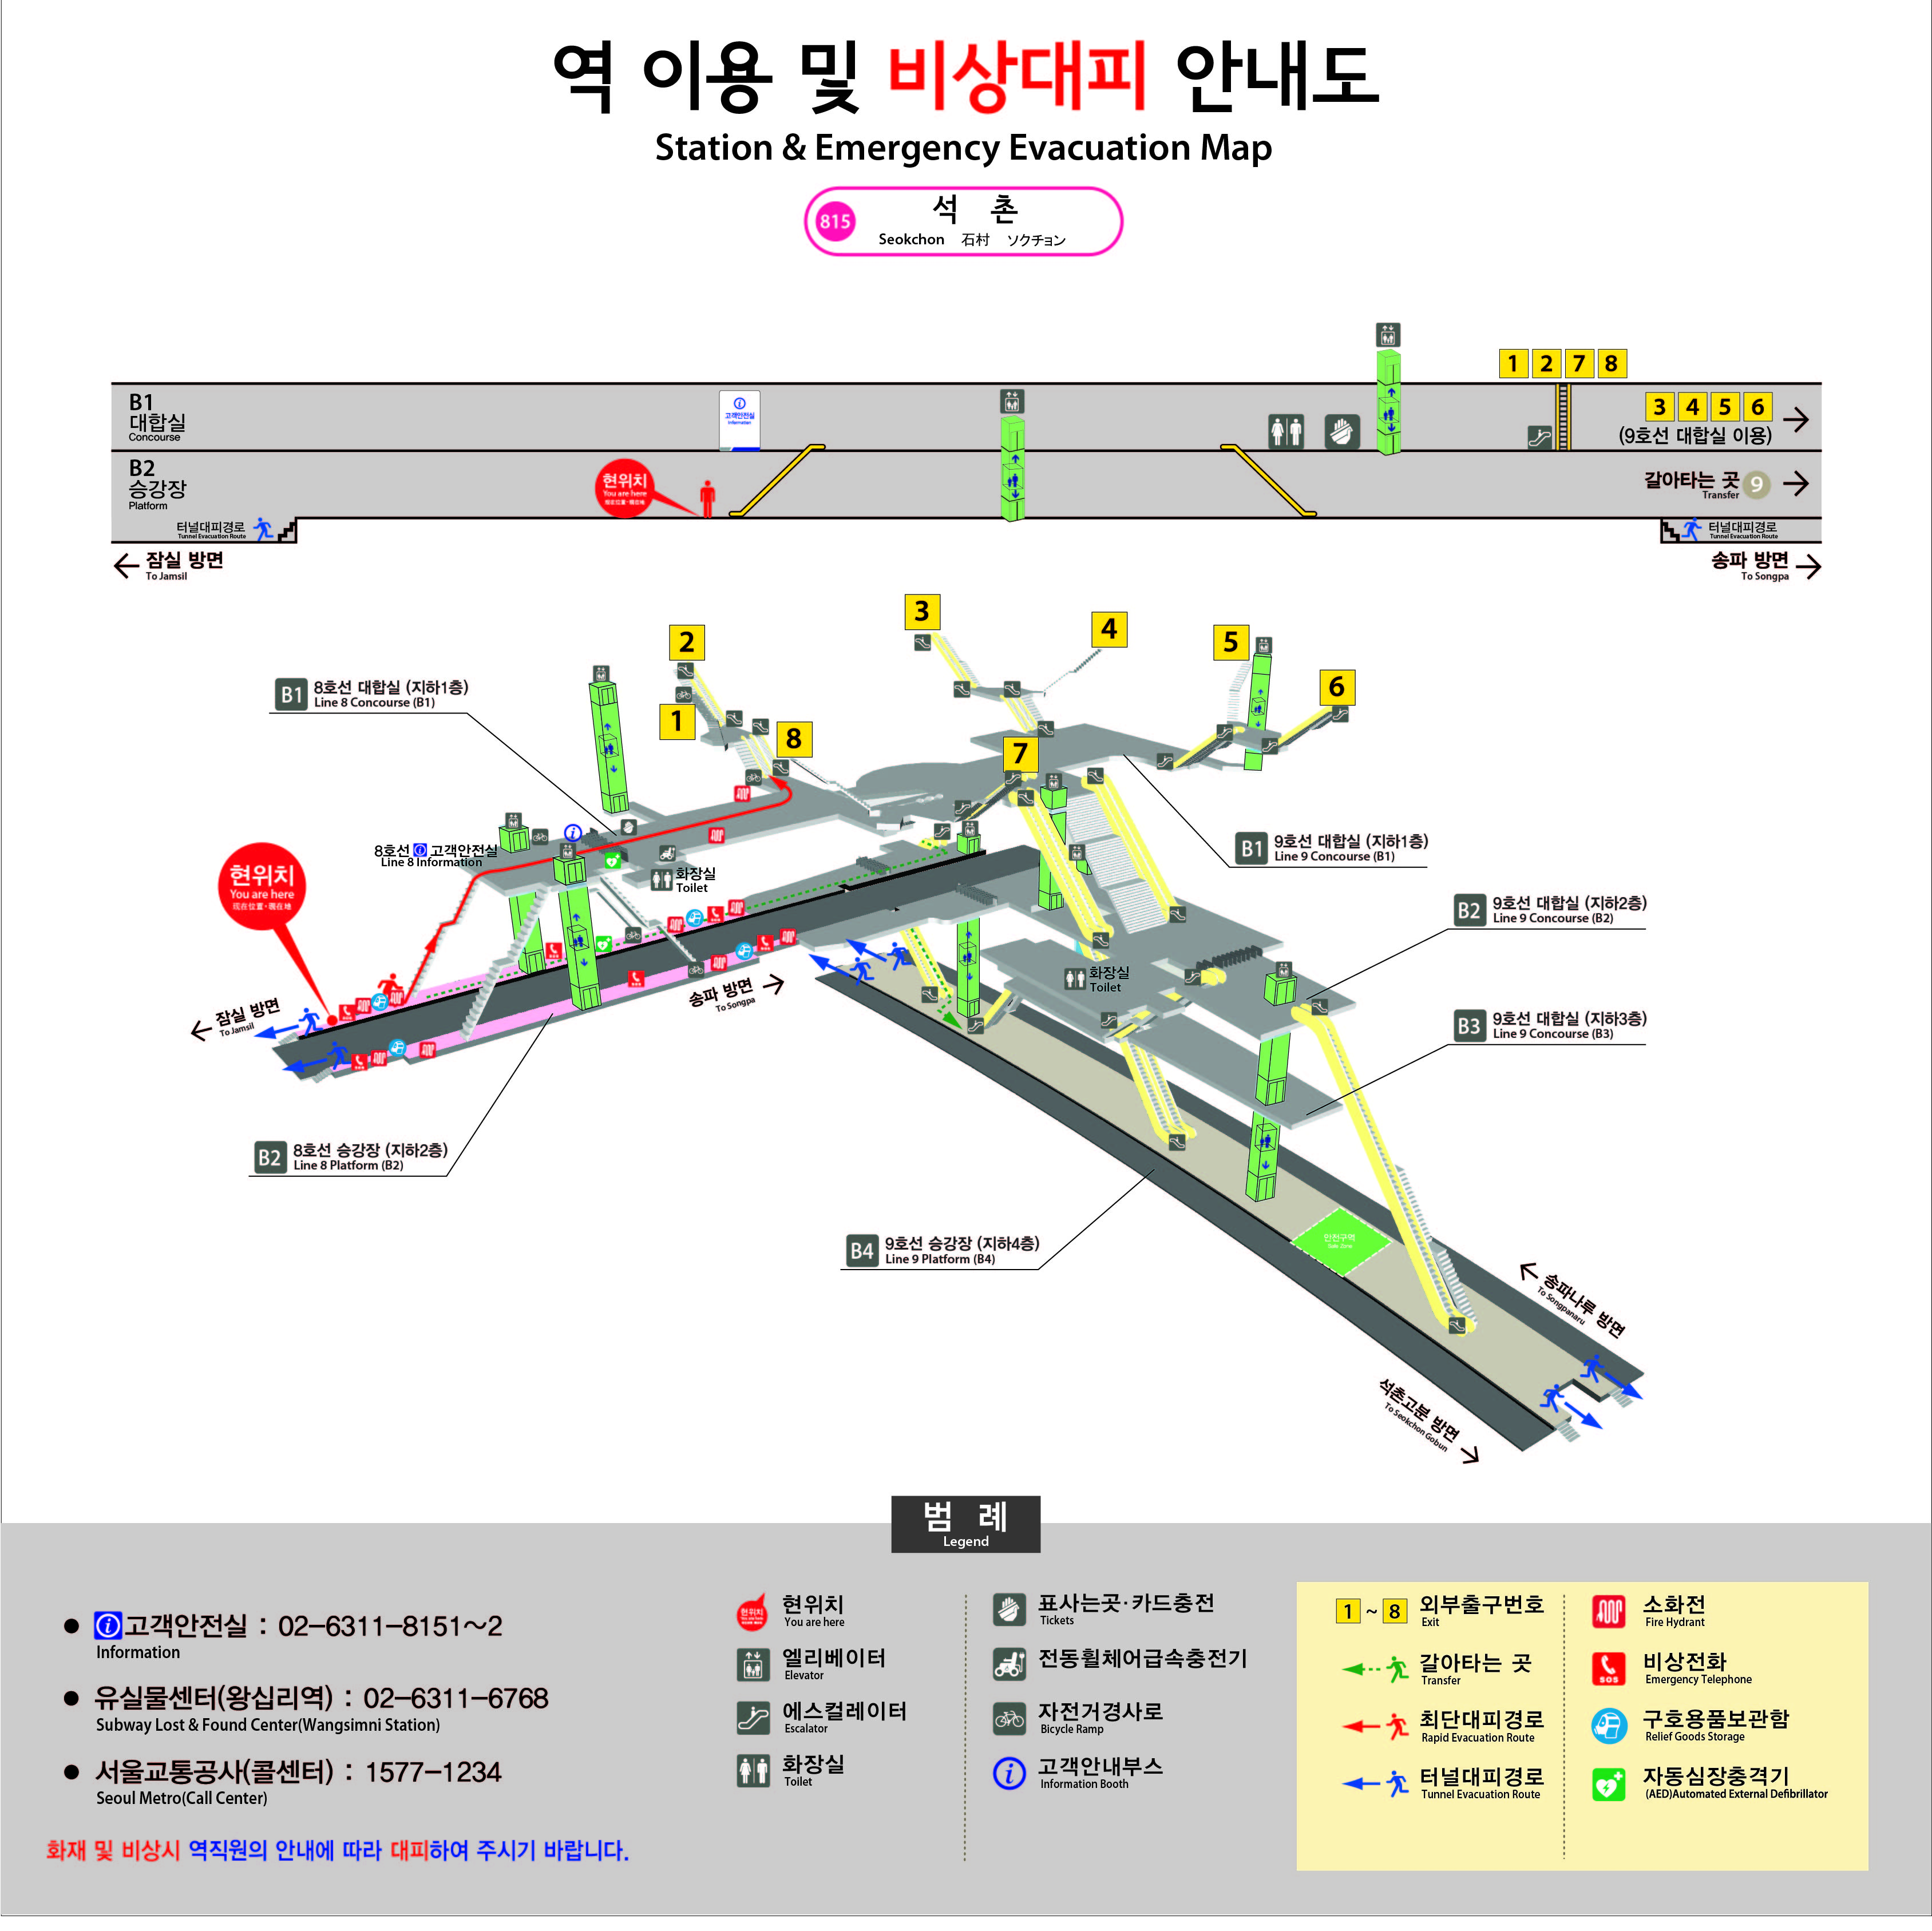 역 이용 및 비상대피 안내도
Station & Emergency Evacuation Map
815
석 촌
Seokchon 石村 ソクチョン
1 2 7 8
B1
대합실
Concourse
고객안전실
Information
3 4 5 6
(9호선 대합실 이용)
B2
승강장
Platform
현위치
You are here
现在位置·現在地
갈아타는 곳 9
Transfer
터널대피경로
Tunnel Evacuation Route
터널대피경로
Tunnel Evacuation Route
잠실 방면
To Jamsil
송파 방면
To Songpa
3
4
2
5
6
1
8
7
B1 8호선 대합실 (지하1층)
Line 8 Concourse (B1)
8호선 고객안전실
Line 8 Information
화장실
Toilet
B1 9호선 대합실 (지하1층)
Line 9 Concourse (B1)
현위치
You are here
现在位置·現在地
B2 9호선 대합실 (지하2층)
Line 9 Concourse (B2)
화장실
Toilet
송파 방면
To Songpa
잠실 방면
To Jamsil
B3 9호선 대합실 (지하3층)
Line 9 Concourse (B3)
B2 8호선 승강장 (지하2층)
Line 8 Platform (B2)
B4 9호선 승강장 (지하4층)
Line 9 Platform (B4)
안전구역
Safe Zone
송파나루 방면
To Songpanaru
석촌고분 방면
To Seokchon Gobun
범 례
Legend
● 고객안전실 : 02-6311-8151~2
Information
● 유실물센터(왕십리역) : 02-6311-6768
Subway Lost & Found Center(Wangsimni Station)
● 서울교통공사(콜센터) : 1577-1234
Seoul Metro(Call Center)
화재 및 비상시 역직원의 안내에 따라 대피하여 주시기 바랍니다.
현위치
You are here
엘리베이터
Elevator
에스컬레이터
Escalator
화장실
Toilet
표사는곳·카드충전
Tickets
전동휠체어급속충전기
자전거경사로
Bicycle Ramp
고객안내부스
Information Booth
1 ~ 8 외부출구번호
Exit
갈아타는 곳
Transfer
최단대피경로
Rapid Evacuation Route
터널대피경로
Tunnel Evacuation Route
소화전
Fire Hydrant
SOS
비상전화
Emergency Telephone
구호용품보관함
Relief Goods Storage
자동심장충격기
(AED)Automated External Defibrillator